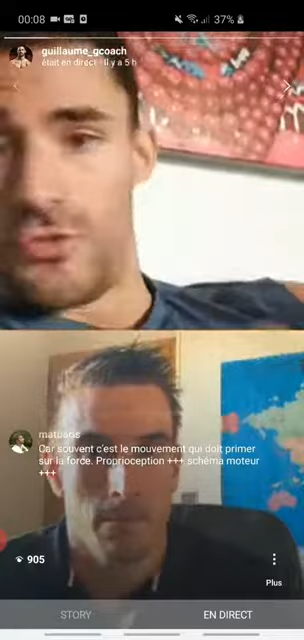 00:08 37%
guillaume_gcoach
était en direct · Il y a 5 h
matuans
Car souvent c'est le mouvement qui doit primer
sur la force. Proprioception +++ schéma moteur
+++
905
Plus
STORY EN DIRECT